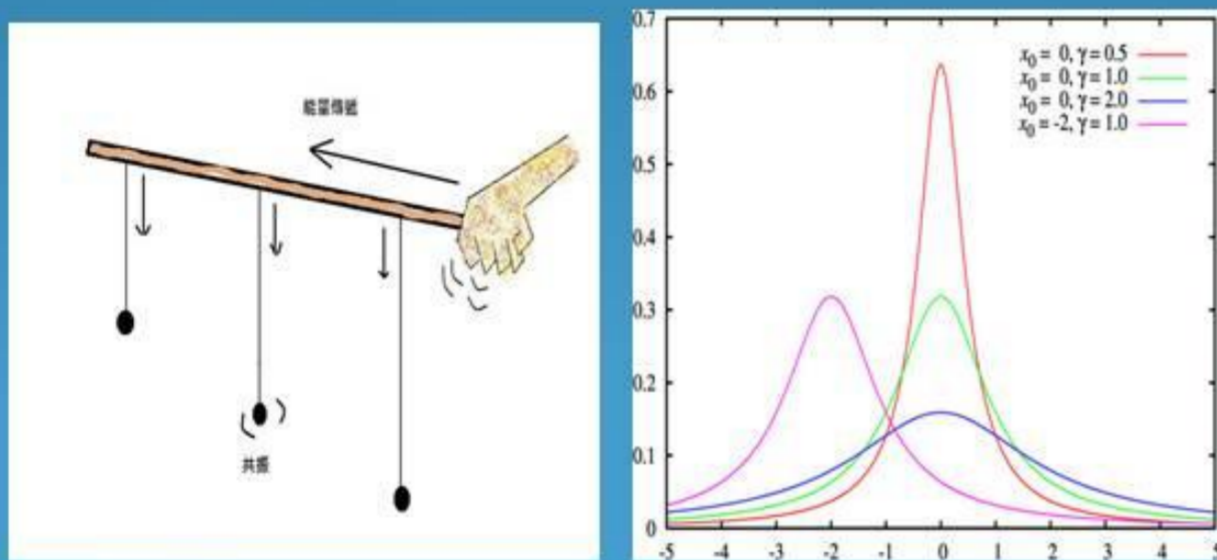 能量傳遞
共振
0.7
0.6
0.5
0.4
0.3
0.2
0.1
0
x₀ = 0, γ = 0.5
x₀ = 0, γ = 1.0
x₀ = 0, γ = 2.0
x₀ = -2, γ = 1.0
-5 -4 -3 -2 -1 0 1 2 3 4